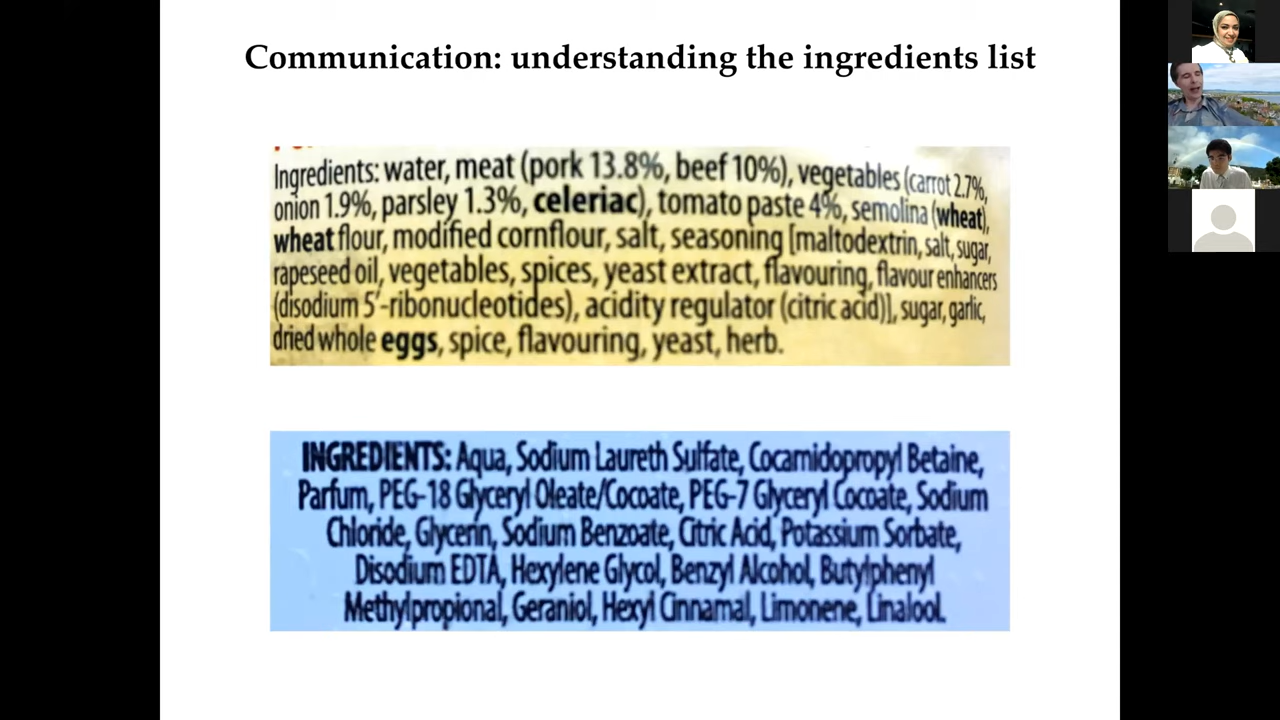 Communication: understanding the ingredients list
Ingredients: water, meat (pork 13.8%, beef 10%), vegetables (carrot 2.7%,
onion 1.9%, parsley 1.3%, celeriac), tomato paste 4%, semolina (wheat),
wheat flour, modified cornflour, salt, seasoning [maltodextrin, salt, sugar,
rapeseed oil, vegetables, spices, yeast extract, flavouring, flavour enhancers
(disodium 5'-ribonucleotides), acidity regulator (citric acid)], sugar, garlic,
dried whole eggs, spice, flavouring, yeast, herb.
INGREDIENTS: Aqua, Sodium Laureth Sulfate, Cocamidopropyl Betaine,
Parfum, PEG-18 Glyceryl Oleate/Cocoate, PEG-7 Glyceryl Cocoate, Sodium
Chloride, Glycerin, Sodium Benzoate, Citric Acid, Potassium Sorbate,
Disodium EDTA, Hexylene Glycol, Benzyl Alcohol, Butylphenyl
Methylpropional, Geraniol, Hexyl Cinnamal, Limonene, Linalool.